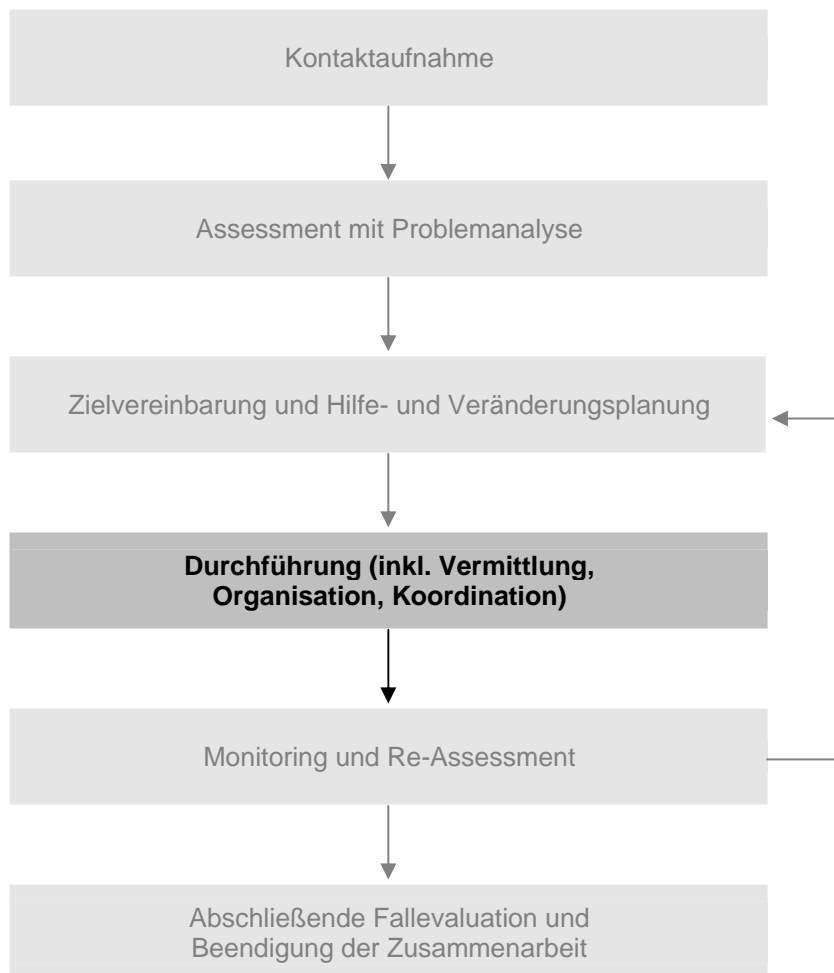 Kontaktaufnahme
Assessment mit Problemanalyse
Zielvereinbarung und Hilfe- und Veränderungsplanung
Durchführung (inkl. Vermittlung,
Organisation, Koordination)
Monitoring und Re-Assessment
Abschließende Fallevaluation und
Beendigung der Zusammenarbeit